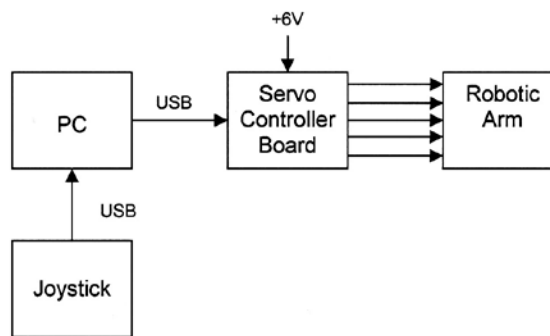 +6V
PC
USB
Servo
Controller
Board
Robotic
Arm
USB
Joystick